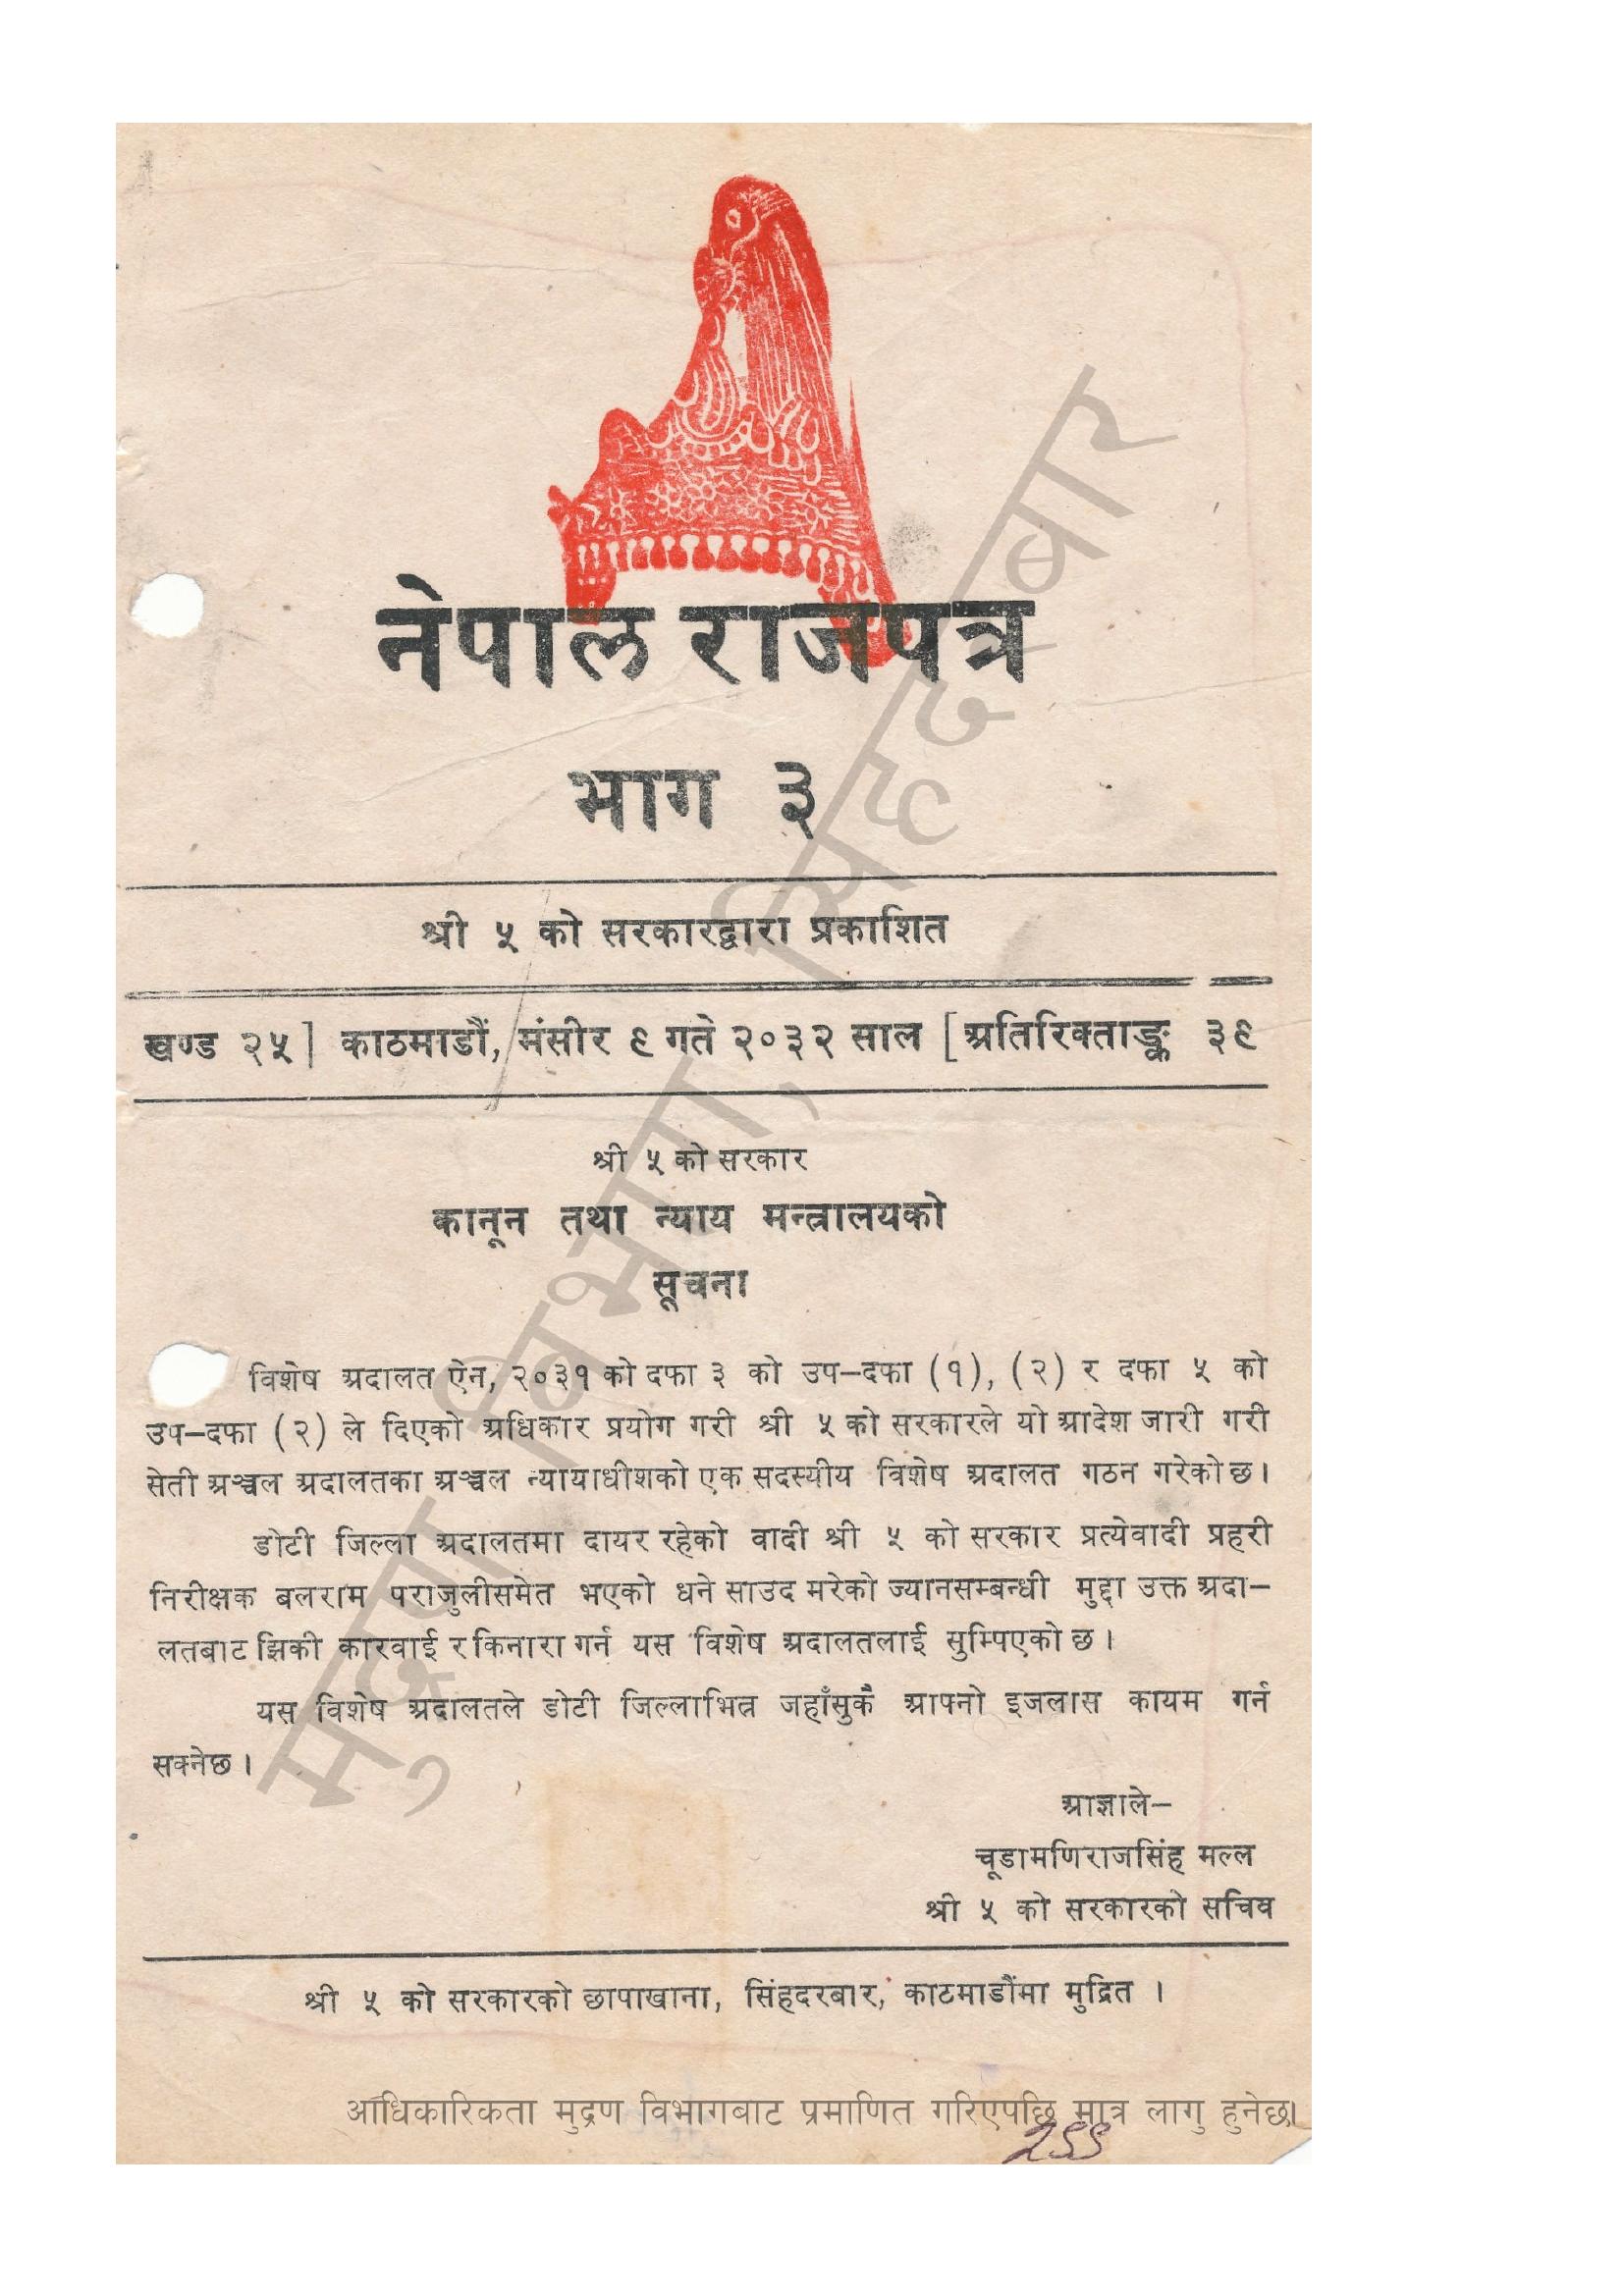 नेपाल राजपत्र
भाग ३
श्री ५ को सरकारद्वारा प्रकाशित
खण्ड २५] काठमाडौं, मंसीर ९ गते २०३२ साल [अतिरिक्ताङ्क ३९
श्री ५ को सरकार
कानून तथा न्याय मन्त्रालयको
सूचना
विशेष अदालत ऐन, २०३१ को दफा ३ को उप–दफा (१), (२) र दफा ५ को
उप–दफा (२) ले दिएको अधिकार प्रयोग गरी श्री ५ को सरकारले यो आदेश जारी गरी
सेती अञ्चल अदालतका अञ्चल न्यायाधीशको एक सदस्यीय विशेष अदालत गठन गरेको छ।
डोटी जिल्ला अदालतमा दायर रहेको वादी श्री ५ को सरकार प्रत्येवादी प्रहरी
निरीक्षक बलराम पराजुलीसमेत भएको धने साउद मरेको ज्यानसम्बन्धी मुद्दा उक्त अदा–
लतबाट झिकी कारवाई र किनारा गर्न यस विशेष अदालतलाई सुम्पिएको छ।
यस विशेष अदालतले डोटी जिल्लाभित्र जहाँसुकै आफ्नो इजलास कायम गर्न
सक्नेछ।
आज्ञाले–
चूडामणिराजसिंह मल्ल
श्री ५ को सरकारको सचिव
श्री ५ को सरकारको छापाखाना, सिंहदरबार, काठमाडौंमा मुद्रित ।
आधिकारिकता मुद्रण विभागबाट प्रमाणित गरिएपछि मात्र लागु हुनेछ।
२९९
मुद्रण विभाग, सिंहदरबार